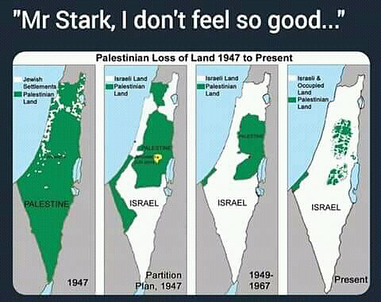 "Mr Stark, I don't feel so good..."
Palestinian Loss of Land 1947 to Present
Jewish
Settlements
Palestinian
Land
PALESTINE
1947
Israeli Land
Palestinian
Land
PALESTINE
ISRAEL
Partition
Plan, 1947
Israeli Land
Palestinian
Land
PALESTINE
ISRAEL
1949-
1967
Israeli &
Occupied
Land
Palestinian
Land
ISRAEL
Present